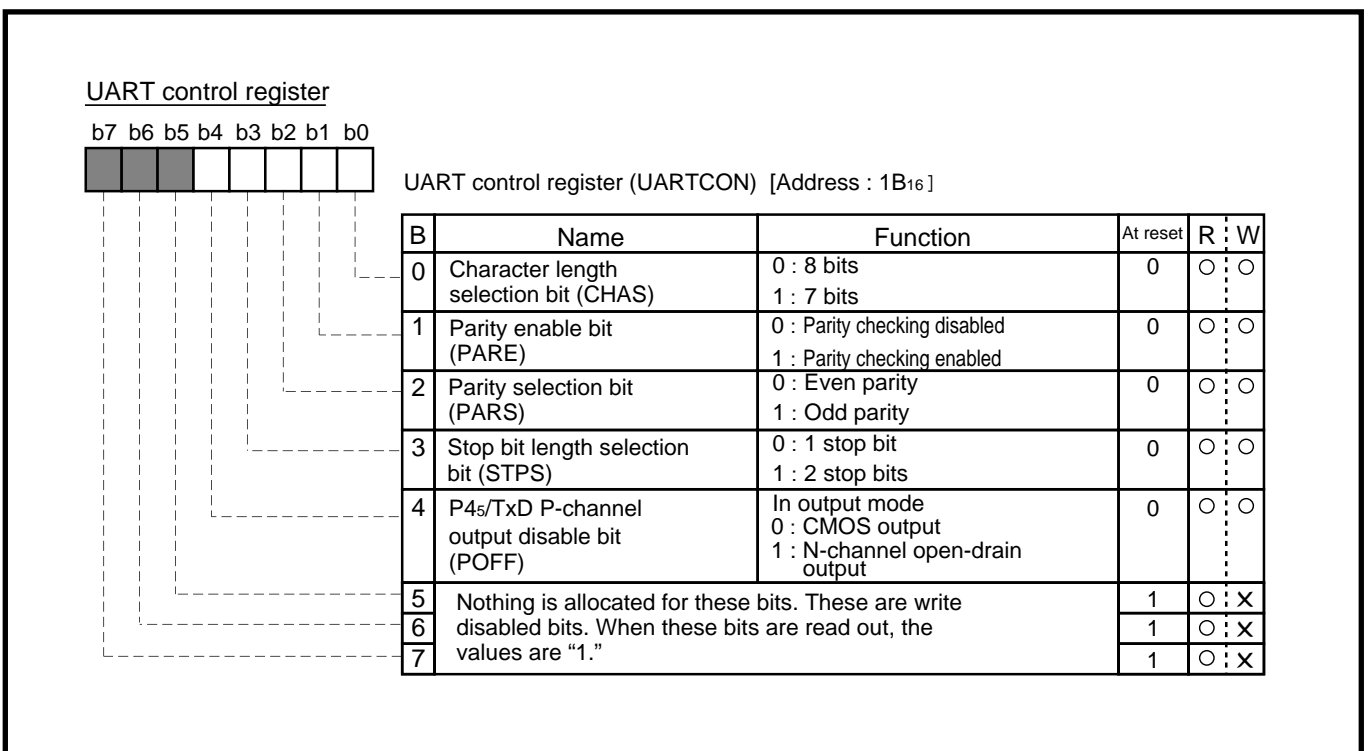 UART control register
b7 b6 b5 b4 b3 b2 b1 b0
UART control register (UARTCON) [Address : 1B16 ]
B Name Function At reset R W
0 Character length selection bit (CHAS) 0 : 8 bits 0 ○ ○
1 : 7 bits
1 Parity enable bit (PARE) 0 : Parity checking disabled 0 ○ ○
1 : Parity checking enabled
2 Parity selection bit (PARS) 0 : Even parity 0 ○ ○
1 : Odd parity
3 Stop bit length selection bit (STPS) 0 : 1 stop bit 0 ○ ○
1 : 2 stop bits
4 P45/TxD P-channel output disable bit (POFF) In output mode 0 ○ ○
0 : CMOS output
1 : N-channel open-drain
output
5 Nothing is allocated for these bits. These are write 1 ○ ×
6 disabled bits. When these bits are read out, the 1 ○ ×
7 values are “1.” 1 ○ ×